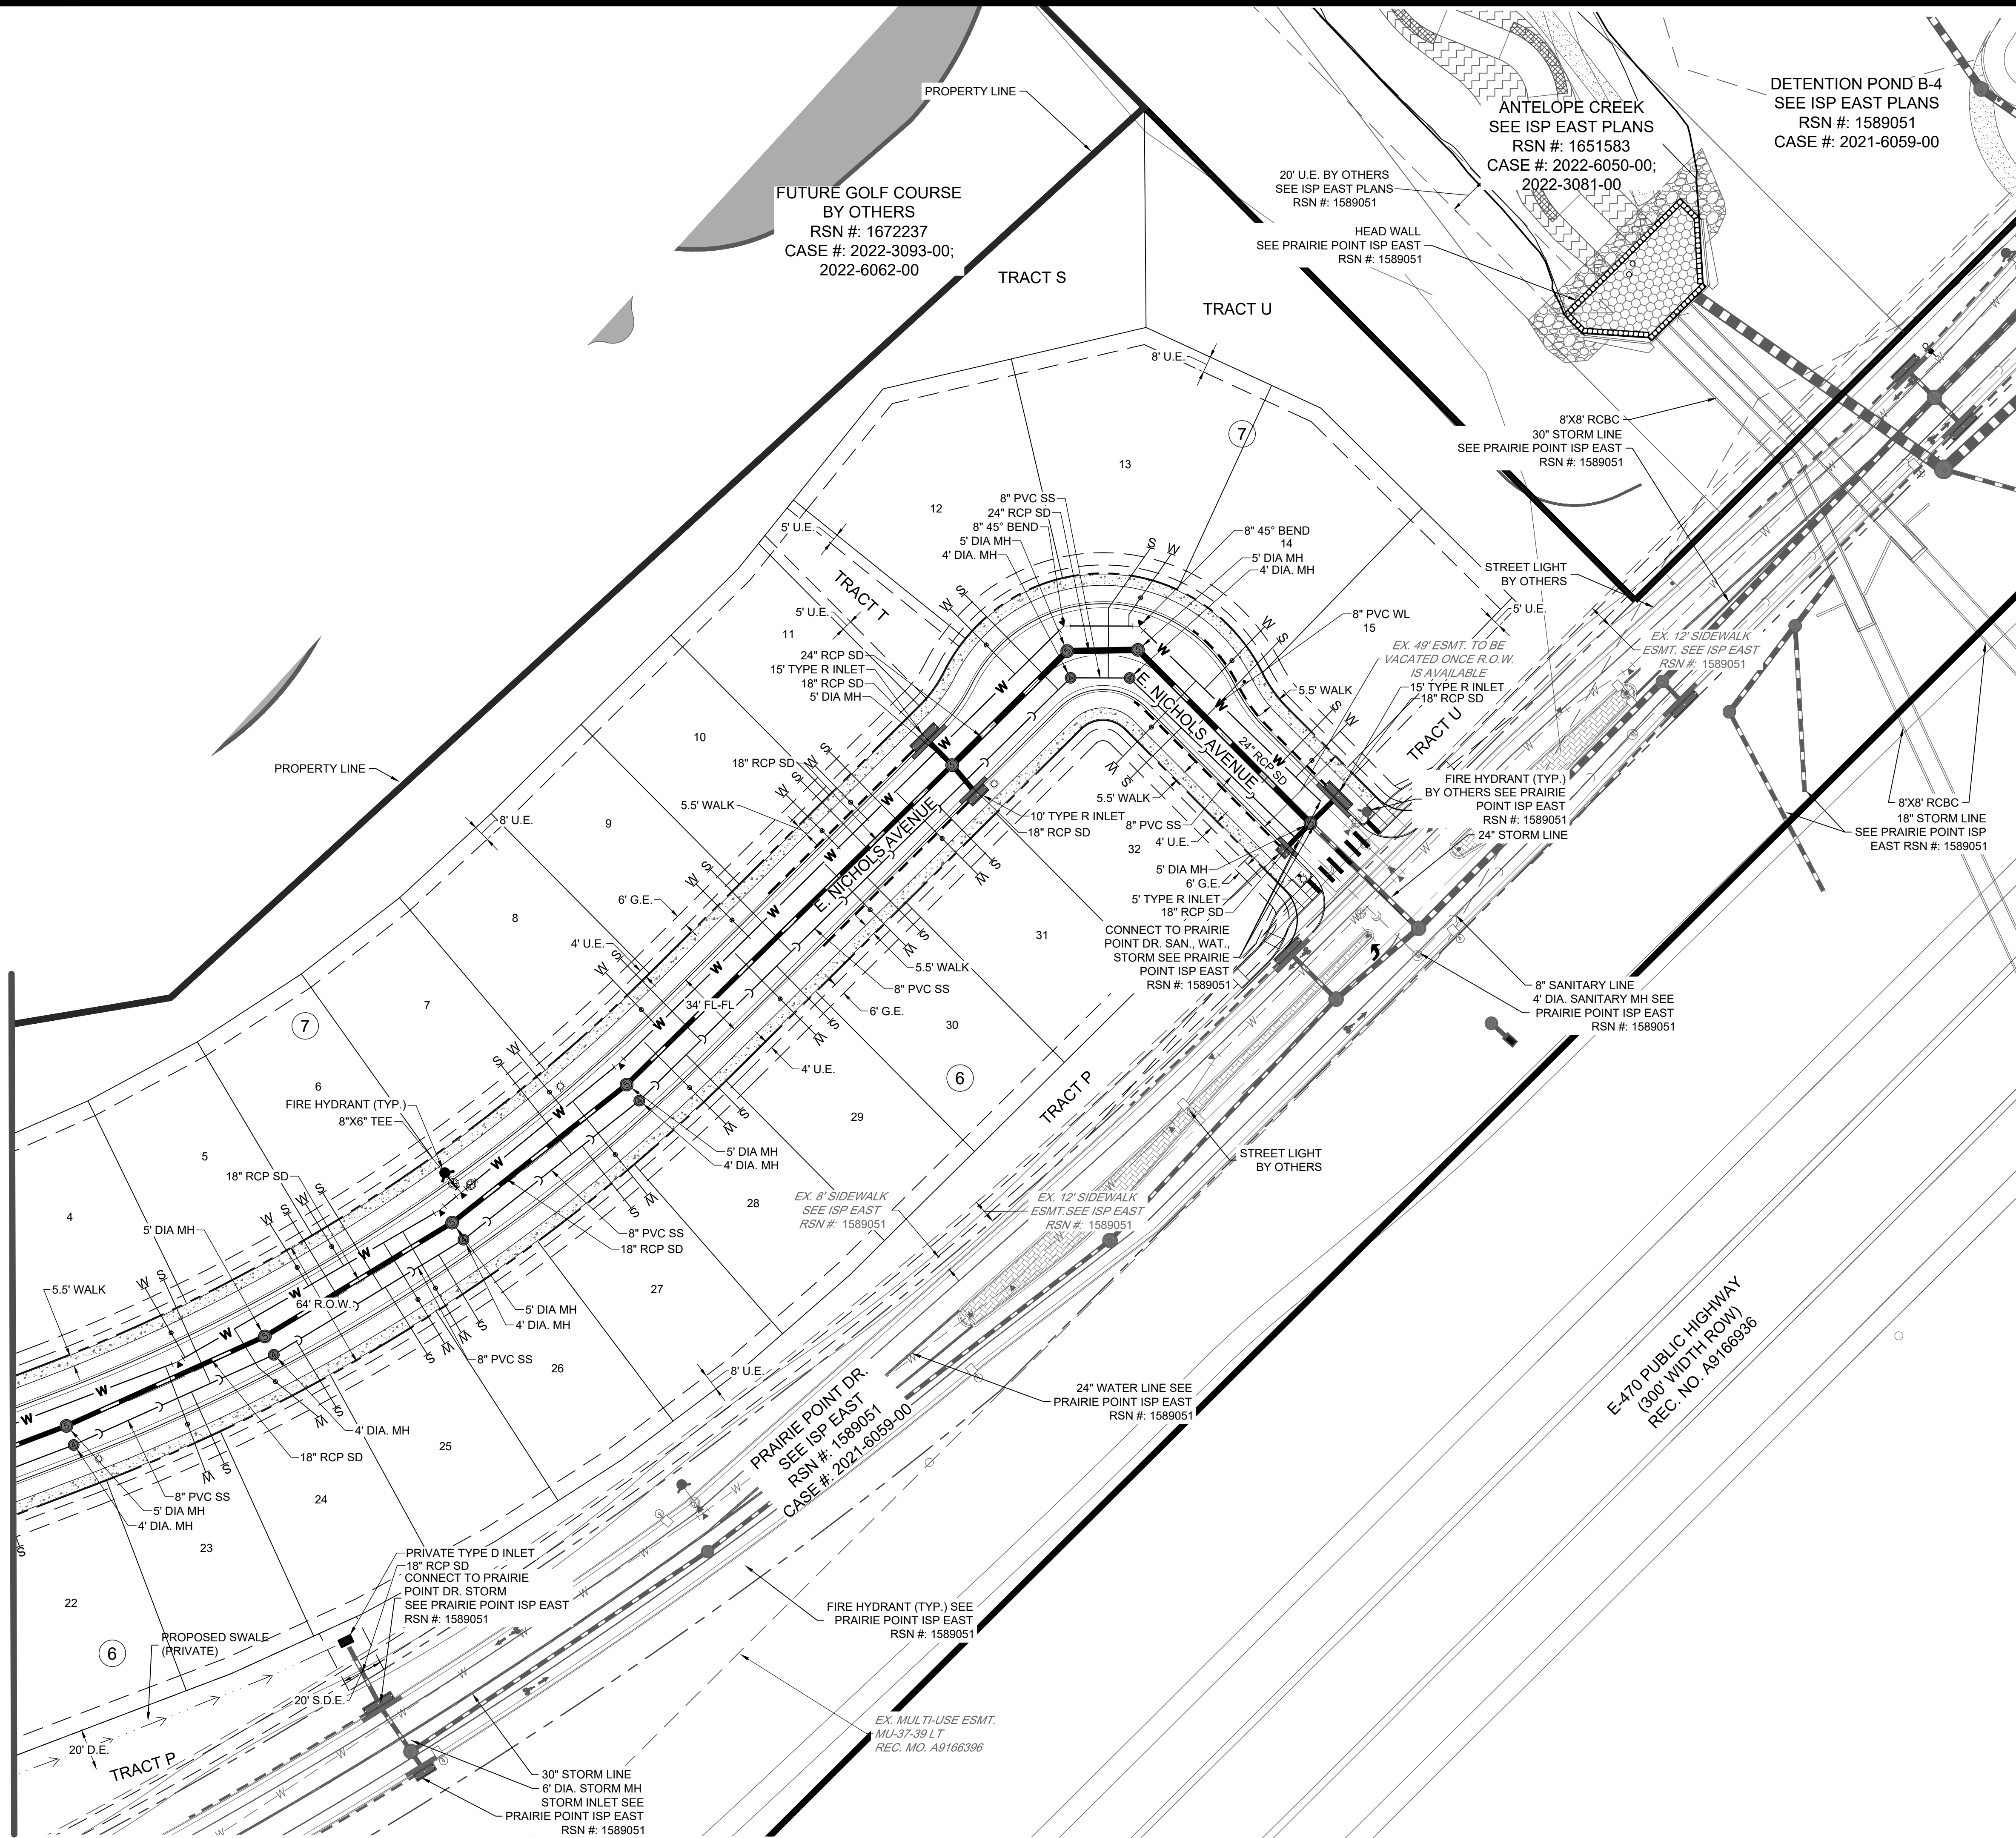 PROPERTY LINE
FUTURE GOLF COURSE
BY OTHERS
RSN #: 1672237
CASE #: 2022-3093-00;
2022-6062-00
ANTELOPE CREEK
SEE ISP EAST PLANS
RSN #: 1651583
CASE #: 2022-6050-00;
2022-3081-00
DETENTION POND B-4
SEE ISP EAST PLANS
RSN #: 1589051
CASE #: 2021-6059-00
20' U.E. BY OTHERS
SEE ISP EAST PLANS
RSN #: 1589051
HEAD WALL
SEE PRAIRIE POINT ISP EAST
RSN #: 1589051
TRACT S
TRACT U
8' U.E.
8'X8' RCBC
30" STORM LINE
SEE PRAIRIE POINT ISP EAST
RSN #: 1589051
7
13
12
8" PVC SS
24" RCP SD
8" 45° BEND
5' DIA MH
4' DIA. MH
8" 45° BEND
14
5' DIA MH
4' DIA. MH
5' U.E.
TRACT T
S W
W S
STREET LIGHT
BY OTHERS
5' U.E.
5' U.E.
11
8" PVC WL
15
W S
EX. 12' SIDEWALK
ESMT. SEE ISP EAST
RSN #: 1589051
EX. 49' ESMT. TO BE
VACATED ONCE R.O.W.
IS AVAILABLE
24" RCP SD
15' TYPE R INLET
18" RCP SD
5' DIA MH
5.5' WALK
15' TYPE R INLET
18" RCP SD
S W
E. NICHOLS AVENUE
24" RCP SD
TRACT U
10
18" RCP SD
PROPERTY LINE
5.5' WALK
8' U.E.
9
FIRE HYDRANT (TYP.)
BY OTHERS SEE PRAIRIE
POINT ISP EAST
RSN #: 1589051
24" STORM LINE
8'X8' RCBC
18" STORM LINE
SEE PRAIRIE POINT ISP
EAST RSN #: 1589051
5.5' WALK
10' TYPE R INLET
18" RCP SD
8" PVC SS
4' U.E.
32
E. NICHOLS AVENUE
5' DIA MH
6' G.E.
5' TYPE R INLET
18" RCP SD
CONNECT TO PRAIRIE
POINT DR. SAN., WAT.,
STORM SEE PRAIRIE
POINT ISP EAST
RSN #: 1589051
6' G.E.
8
4' U.E.
31
5.5' WALK
8" PVC SS
6' G.E.
34' FL-FL
8" SANITARY LINE
4' DIA. SANITARY MH SEE
PRAIRIE POINT ISP EAST
RSN #: 1589051
7
7
30
4' U.E.
6
TRACT P
6
FIRE HYDRANT (TYP.)
8"X6" TEE
29
5' DIA MH
4' DIA. MH
STREET LIGHT
BY OTHERS
5
18" RCP SD
4
5' DIA MH
28
EX. 8' SIDEWALK
SEE ISP EAST
RSN #: 1589051
EX. 12' SIDEWALK
ESMT.SEE ISP EAST
RSN #: 1589051
8" PVC SS
18" RCP SD
5.5' WALK
64' R.O.W.
27
5' DIA MH
4' DIA. MH
8" PVC SS
26
8' U.E.
24" WATER LINE SEE
PRAIRIE POINT ISP EAST
RSN #: 1589051
PRAIRIE POINT DR.
SEE ISP EAST
RSN #: 1589051
CASE #: 2021-6059-00
E-470 PUBLIC HIGHWAY
(300' WIDTH ROW)
REC. NO. A9166936
4' DIA. MH
25
18" RCP SD
8" PVC SS
5' DIA MH
4' DIA. MH
24
23
PRIVATE TYPE D INLET
18" RCP SD
CONNECT TO PRAIRIE
POINT DR. STORM
SEE PRAIRIE POINT ISP EAST
RSN #: 1589051
22
FIRE HYDRANT (TYP.) SEE
PRAIRIE POINT ISP EAST
RSN #: 1589051
6
PROPOSED SWALE
(PRIVATE)
20' S.D.E.
20' D.E.
TRACT P
EX. MULTI-USE ESMT.
MU-37-39 LT
REC. MO. A9166396
30" STORM LINE
6' DIA. STORM MH
STORM INLET SEE
PRAIRIE POINT ISP EAST
RSN #: 1589051